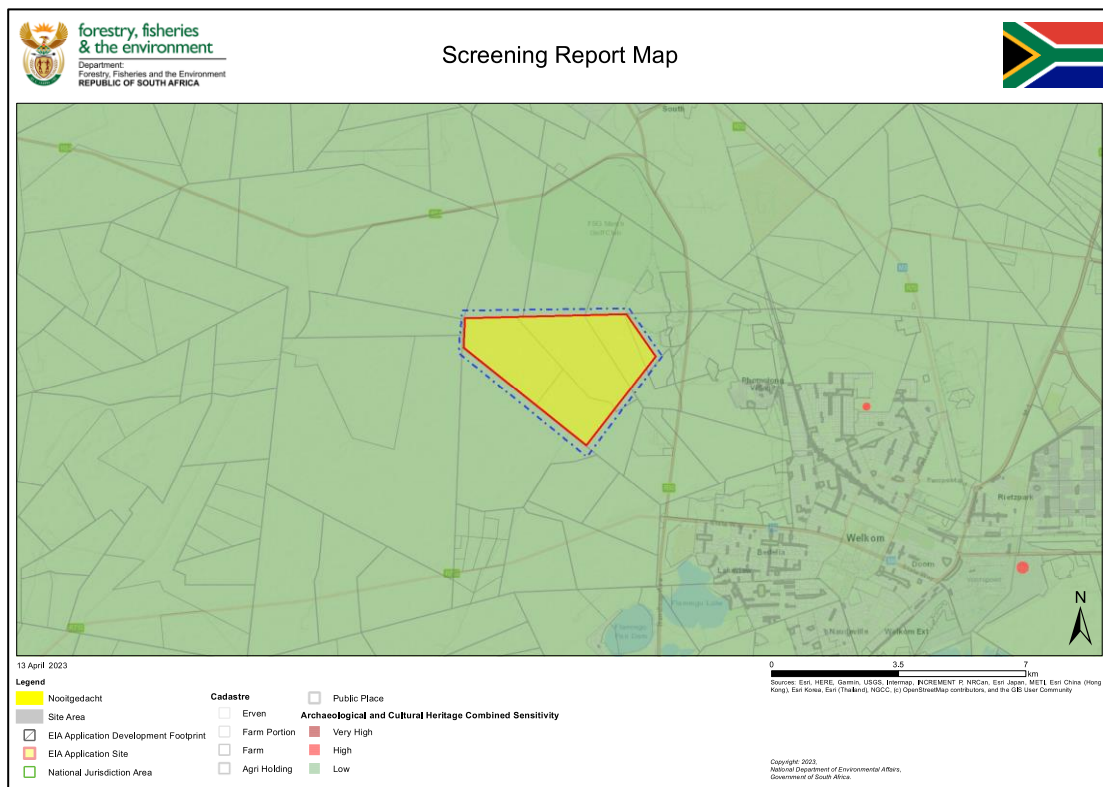 forestry, fisheries
& the environment
Department:
Forestry, Fisheries and the Environment
REPUBLIC OF SOUTH AFRICA
Screening Report Map
South
Rietzpark
Welkom
Bedelia
Doorn
Flamingo Lake
Flamingo
Pan Dam
Naudeville
Welkom Ext
N
13 April 2023
Legend
Nooitgedacht
Site Area
EIA Application Development Footprint
EIA Application Site
National Jurisdiction Area
Cadastre
Erven
Farm Portion
Farm
Agri Holding
Public Place
Archaeological and Cultural Heritage Combined Sensitivity
Very High
High
Low
0 3.5 7
km
Sources: Esri, HERE, Garmin, USGS, Intermap, INCREMENT P, NRCan, Esri Japan, METI, Esri China (Hong
Kong), Esri Korea, Esri (Thailand), NGCC, (c) OpenStreetMap contributors, and the GIS User Community
Copyright: 2023,
National Department of Environmental Affairs,
Government of South Africa.